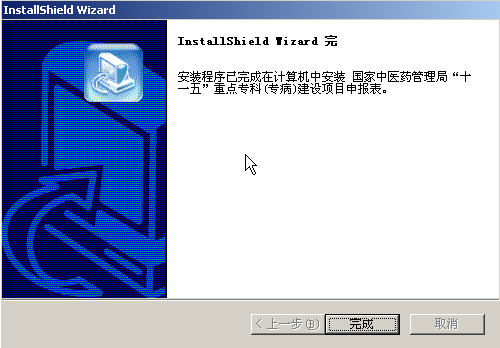 InstallShield Wizard
InstallShield Wizard 完
安装程序已完成在计算机中安装 国家中医药管理局“十
一五”重点专科(专病)建设项目申报表。
< 上一步(B)
完成
取消